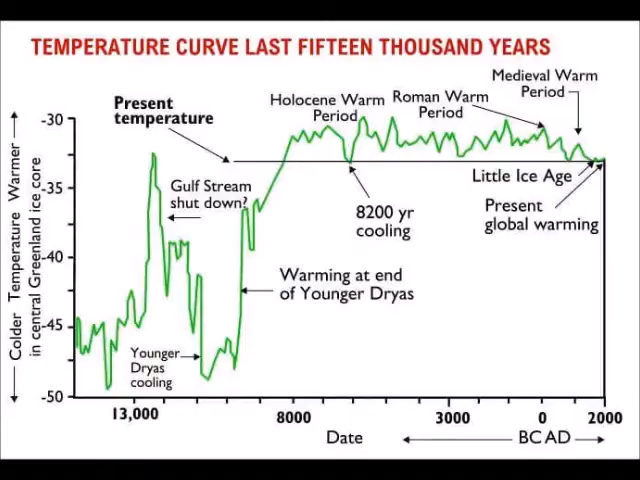 TEMPERATURE CURVE LAST FIFTEEN THOUSAND YEARS
Medieval Warm
Period
Present
temperature
Holocene Warm
Period
Roman Warm
Period
-30
-33
-35
-40
-45
-50
Colder Temperature Warmer
in central Greenland ice core
Gulf Stream
shut down?
Little Ice Age
8200 yr
cooling
Present
global warming
Warming at end
of Younger Dryas
Younger
Dryas
cooling
13,000 8000 3000 0 2000
Date BC AD